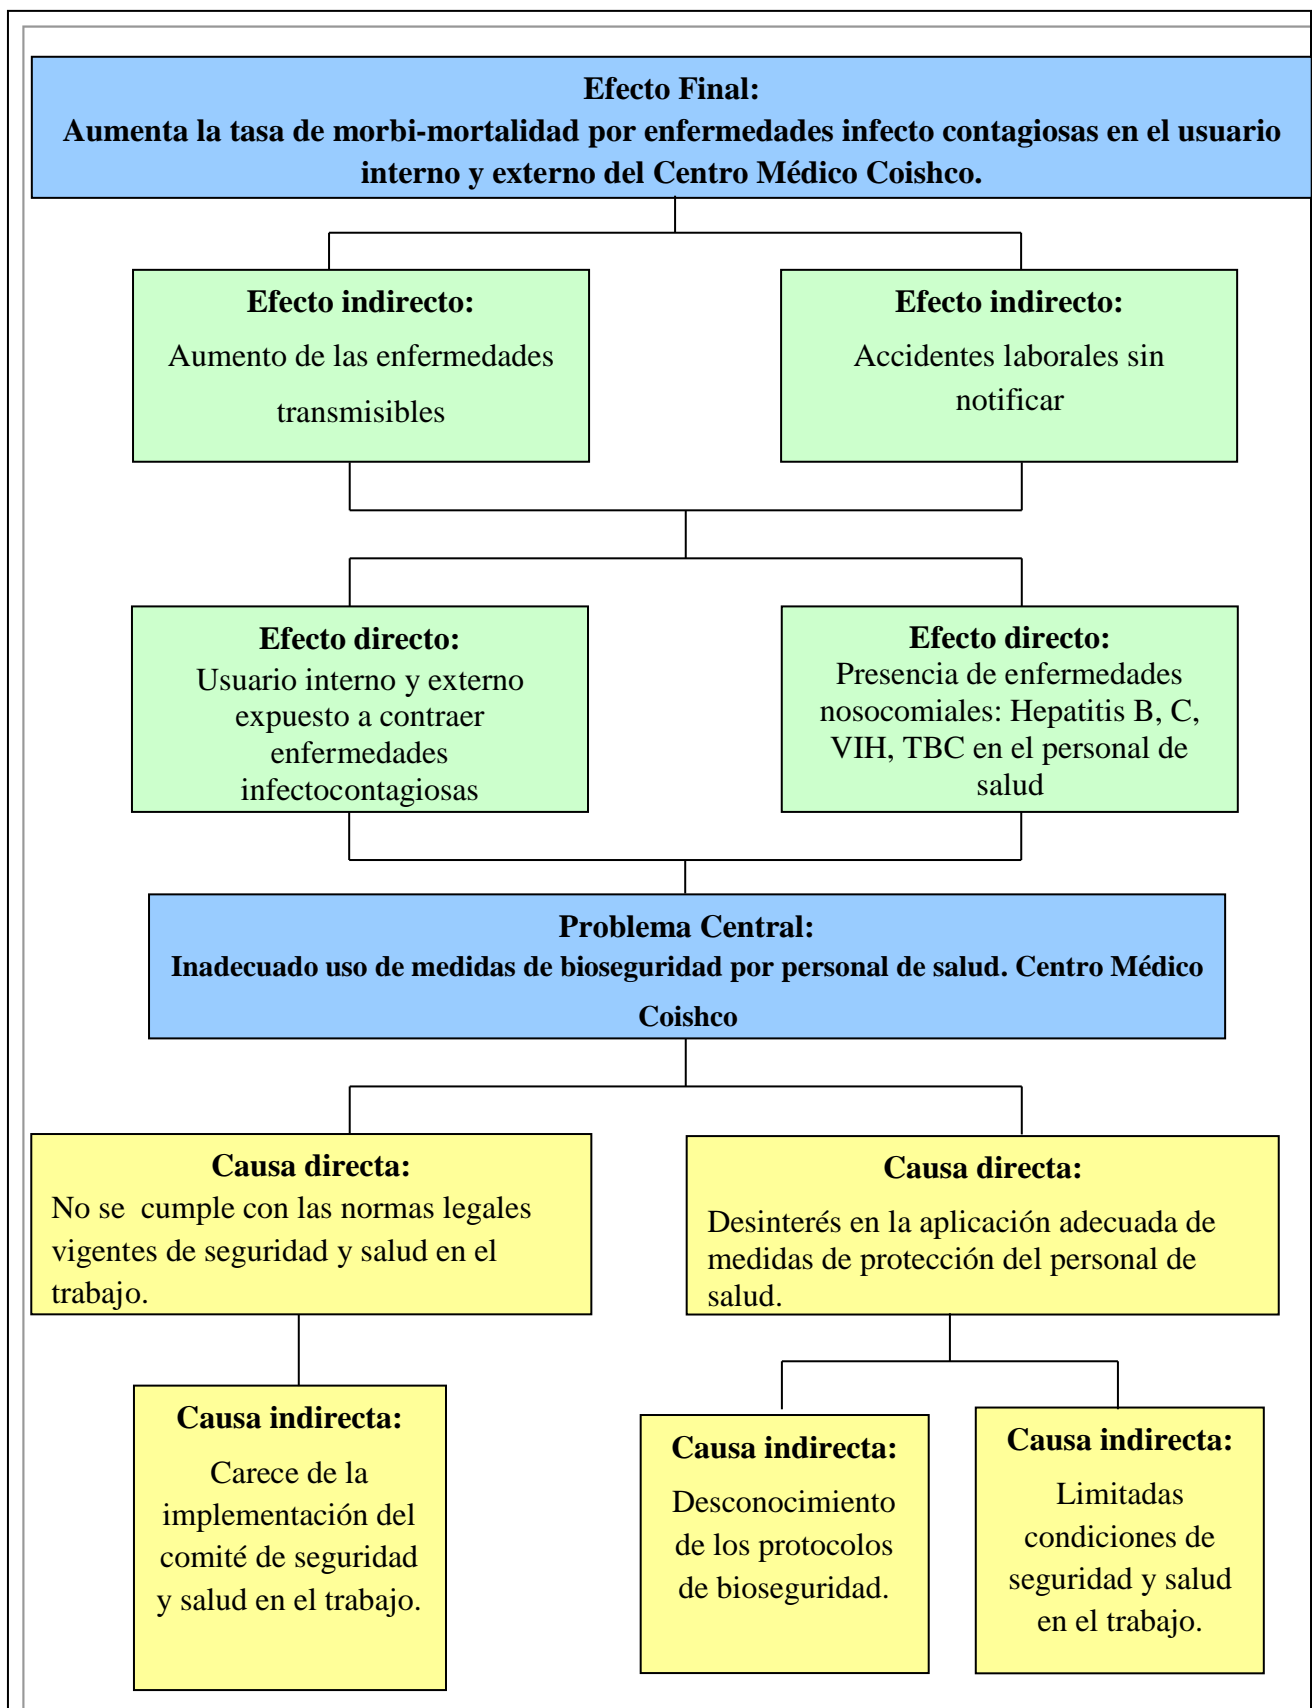 Efecto Final:
Aumenta la tasa de morbi-mortalidad por enfermedades infecto contagiosas en el usuario
interno y externo del Centro Médico Coishco.
Efecto indirecto:
Aumento de las enfermedades
transmisibles
Efecto indirecto:
Accidentes laborales sin
notificar
Efecto directo:
Usuario interno y externo
expuesto a contraer
enfermedades
infectocontagiosas
Efecto directo:
Presencia de enfermedades
nosocomiales: Hepatitis B, C,
VIH, TBC en el personal de
salud
Problema Central:
Inadecuado uso de medidas de bioseguridad por personal de salud. Centro Médico
Coishco
Causa directa:
No se cumple con las normas legales
vigentes de seguridad y salud en el
trabajo.
Causa directa:
Desinterés en la aplicación adecuada de
medidas de protección del personal de
salud.
Causa indirecta:
Carece de la
implementación del
comité de seguridad
y salud en el trabajo.
Causa indirecta:
Desconocimiento
de los protocolos
de bioseguridad.
Causa indirecta:
Limitadas
condiciones de
seguridad y salud
en el trabajo.